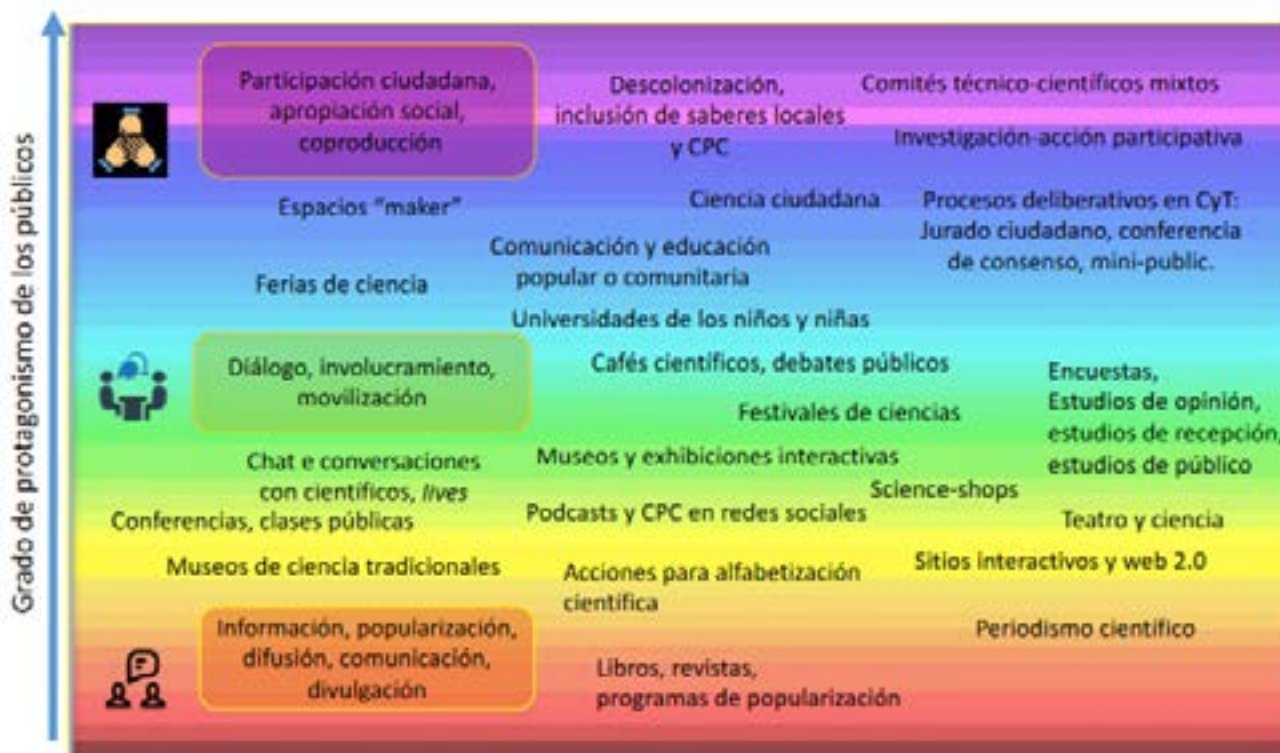 Grado de protagonismo de los públicos
Participación ciudadana,
apropiación social,
coproducción
Descolonización,
inclusión de saberes locales
y CPC
Comités técnico-científicos mixtos
Investigación-acción participativa
Espacios "maker"
Ciencia ciudadana
Procesos deliberativos en CyT:
Jurado ciudadano, conferencia
de consenso, mini-public.
Comunicación y educación
popular o comunitaria
Ferias de ciencia
Universidades de los niños y niñas
Diálogo, involucramiento,
movilización
Cafés científicos, debates públicos
Festivales de ciencias
Encuestas,
Estudios de opinión,
estudios de recepción,
estudios de público
Chat e conversaciones
con científicos, lives
Museos y exhibiciones interactivas
Science-shops
Conferencias, clases públicas
Podcasts y CPC en redes sociales
Teatro y ciencia
Museos de ciencia tradicionales
Acciones para alfabetización
científica
Sitios interactivos y web 2.0
Información, popularización,
difusión, comunicación,
divulgación
Libros, revistas,
programas de popularización
Periodismo científico